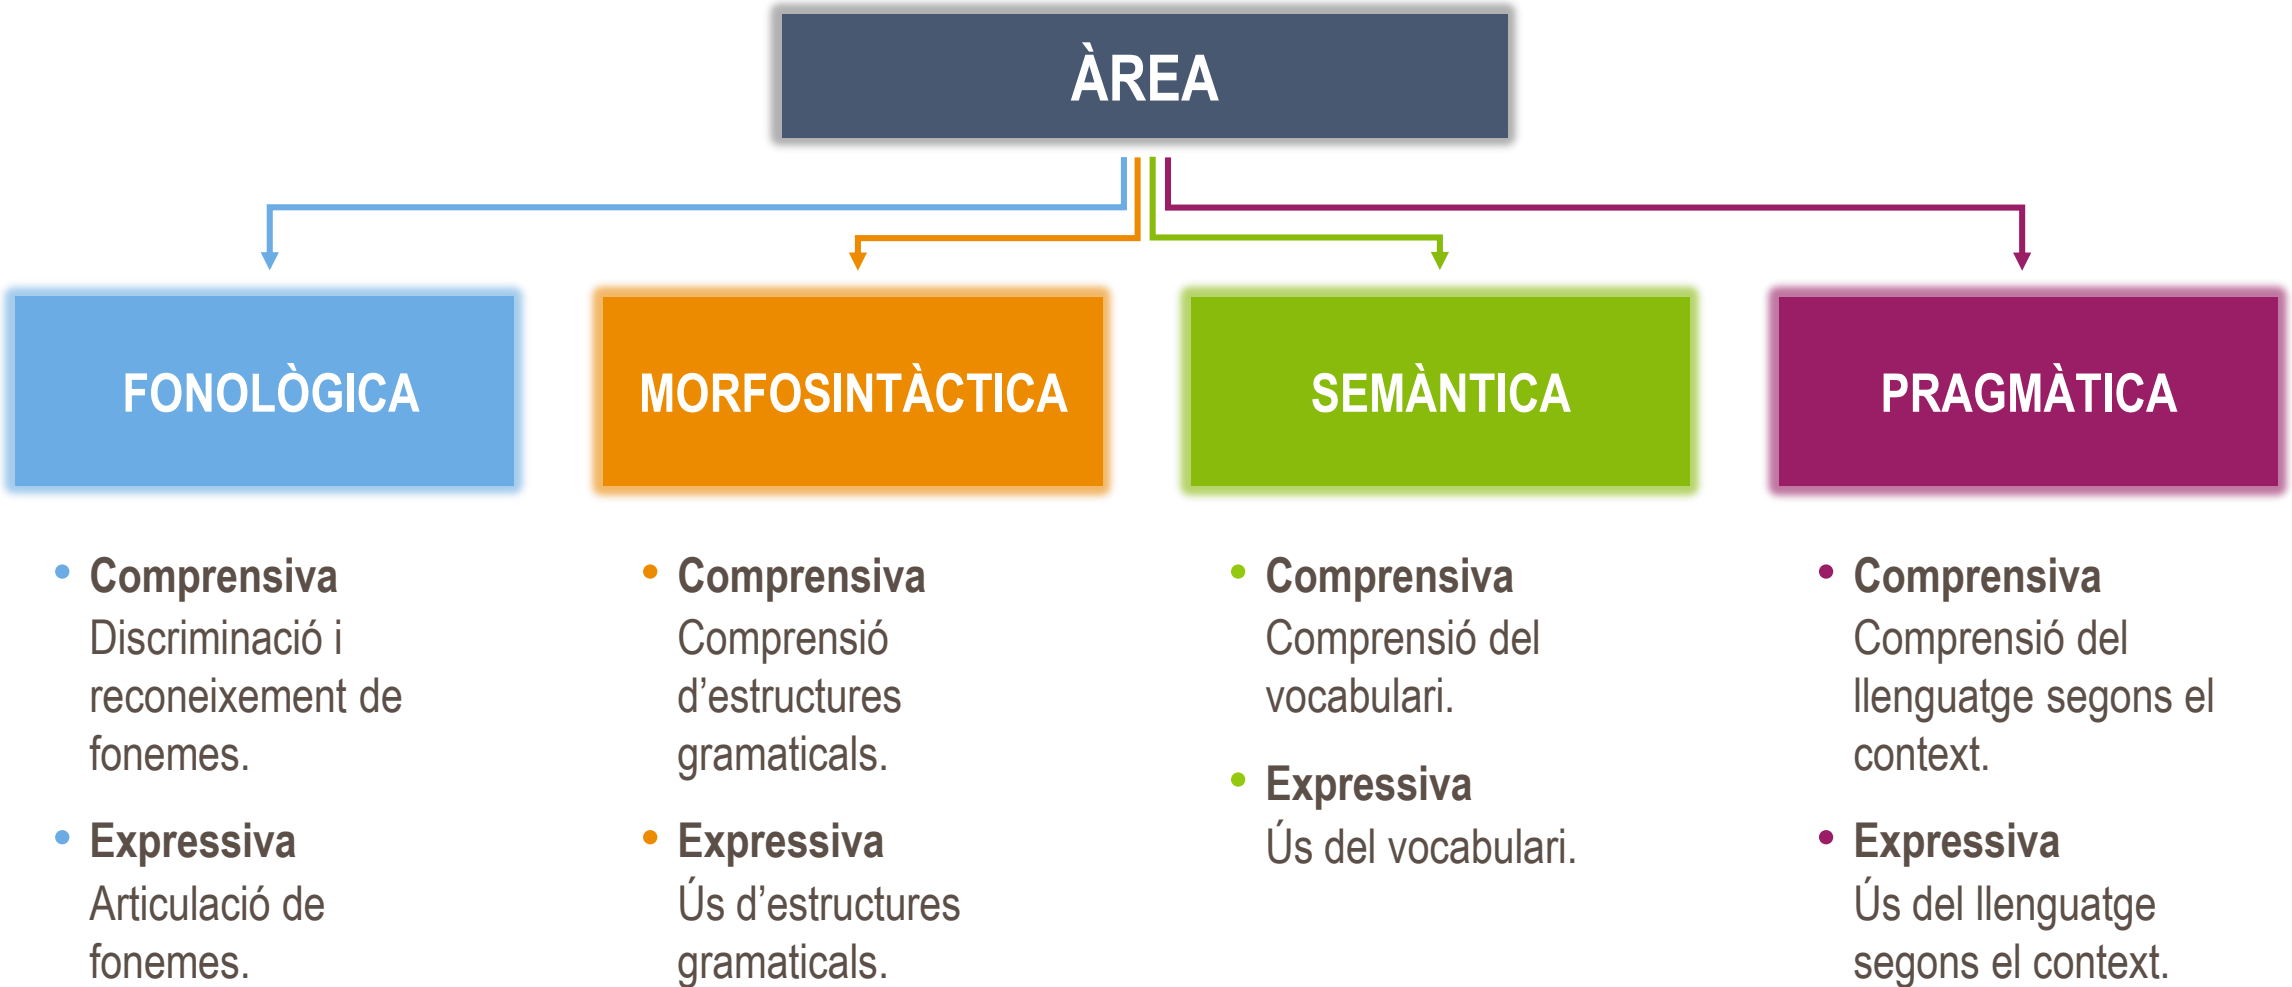 ÀREA
FONOLÒGICA
MORFOSINTÀCTICA
SEMÀNTICA
PRAGMÀTICA
• Comprensiva
Discriminació i
reconeixement de
fonemes.
• Expressiva
Articulació de
fonemes.
• Comprensiva
Comprensió
d’estructures
gramaticals.
• Expressiva
Ús d’estructures
gramaticals.
• Comprensiva
Comprensió del
vocabulari.
• Expressiva
Ús del vocabulari.
• Comprensiva
Comprensió del
llenguatge segons el
context.
• Expressiva
Ús del llenguatge
segons el context.